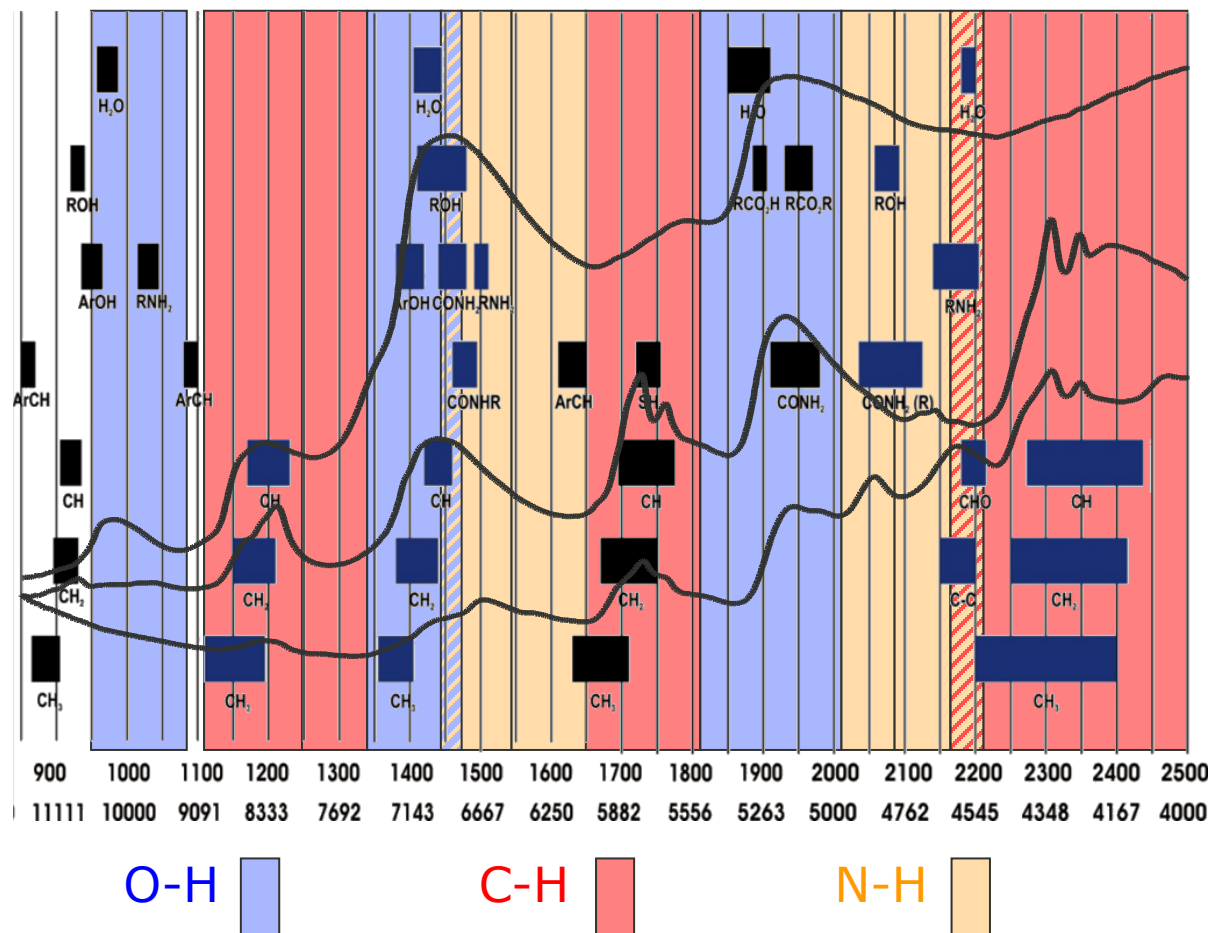 H₂O H₂O H₂O H₂O
ROH ROH RCO₂H RCO₂R ROH
ArOH RNH₂ ArOH CONH₂ RNH₂ RNH₂
ArCH ArCH CONHR ArCH SH CONH₂ CONH₂ (R)
CH CH CH CH CHO CH
CH₂ CH₂ CH₂ CH₂ C-C CH₂
CH₃ CH₃ CH₃ CH₃ CH₃
900 1000 1100 1200 1300 1400 1500 1600 1700 1800 1900 2000 2100 2200 2300 2400 2500
11111 10000 9091 8333 7692 7143 6667 6250 5882 5556 5263 5000 4762 4545 4348 4167 4000
O-H C-H N-H